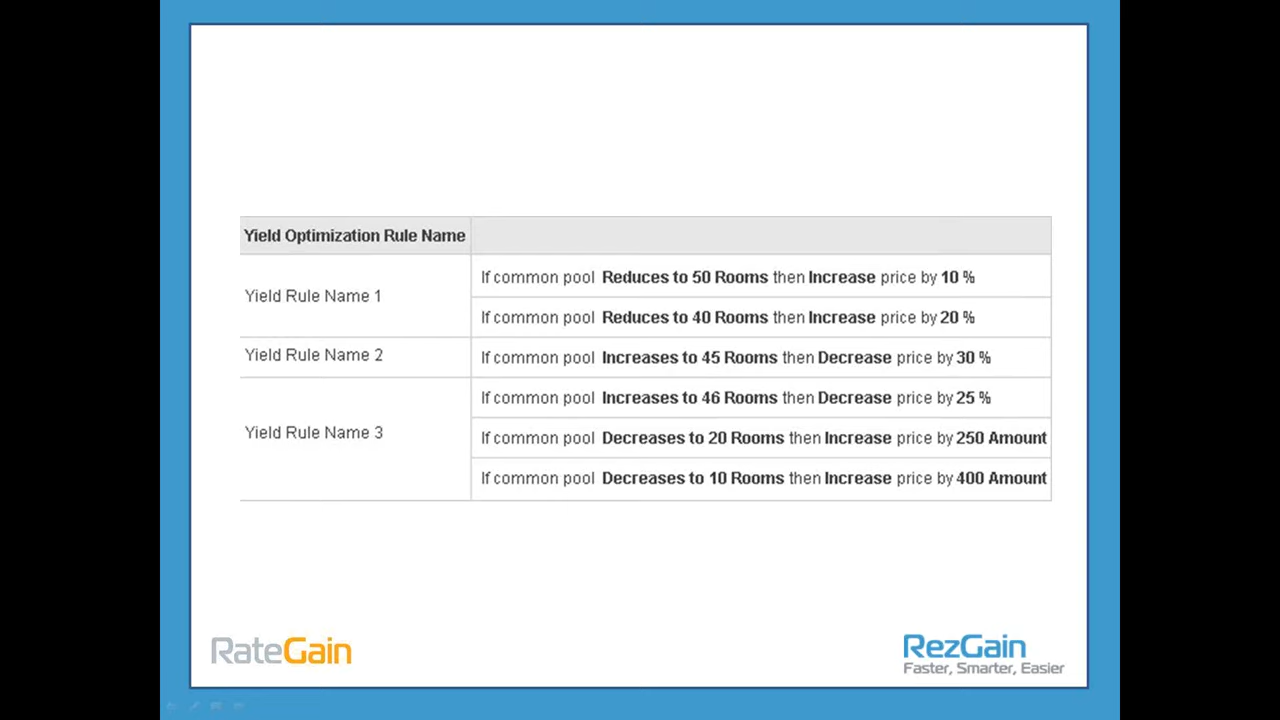 Yield Optimization Rule Name
Yield Rule Name 1
If common pool Reduces to 50 Rooms then Increase price by 10 %
If common pool Reduces to 40 Rooms then Increase price by 20 %
Yield Rule Name 2
If common pool Increases to 45 Rooms then Decrease price by 30 %
Yield Rule Name 3
If common pool Increases to 46 Rooms then Decrease price by 25 %
If common pool Decreases to 20 Rooms then Increase price by 250 Amount
If common pool Decreases to 10 Rooms then Increase price by 400 Amount
RateGain
RezGain
Faster, Smarter, Easier